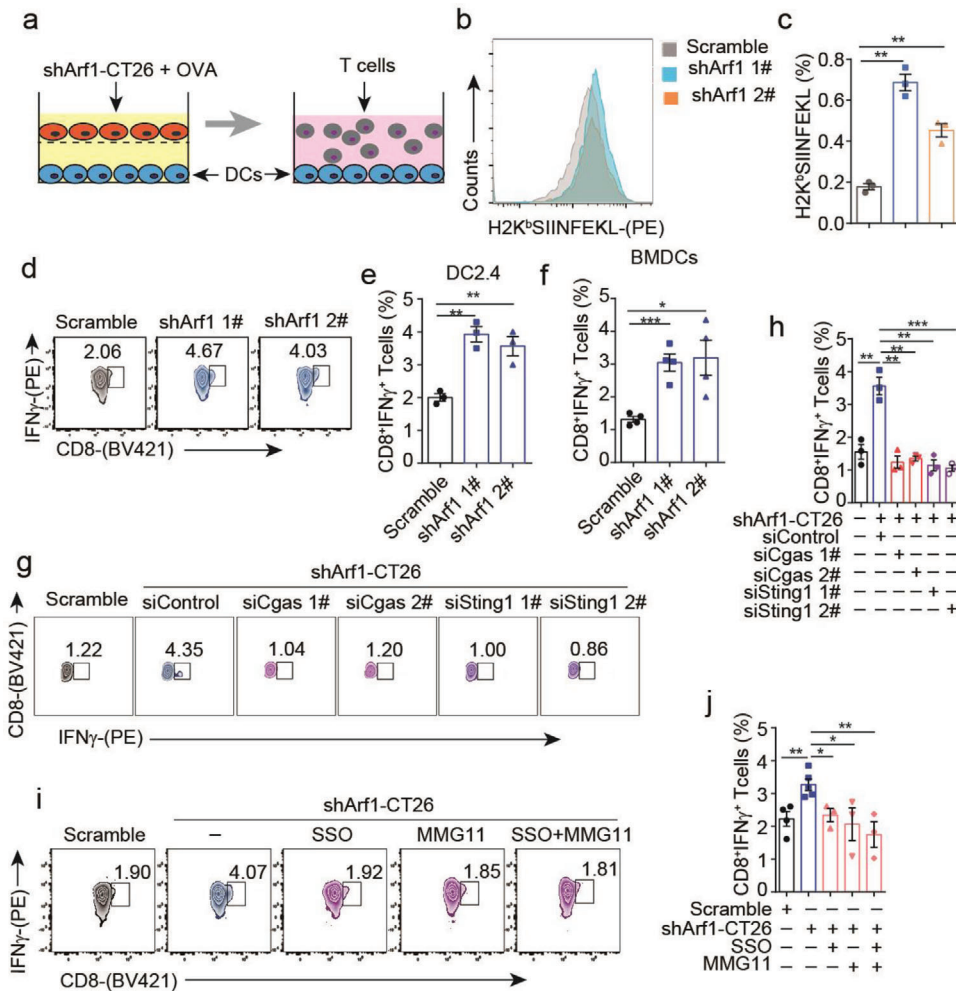 a
shArf1-CT26 + OVA
T cells
DCs
b
Counts
H2KᵇSIINFEKL-(PE)
Scramble
shArf1 1#
shArf1 2#
c
H2KᵇSIINFEKL (%)
0.8
0.6
0.4
0.2
0.0
**
**
d
Scramble
shArf1 1#
shArf1 2#
2.06
4.67
4.03
IFNγ-(PE)
CD8-(BV421)
e
DC2.4
CD8⁺IFNγ⁺ Tcells (%)
5
4
3
2
1
0
**
**
Scramble
shArf1 1#
shArf1 2#
f
BMDCs
CD8⁺IFNγ⁺ Tcells (%)
5
4
3
2
1
0
*
***
Scramble
shArf1 1#
shArf1 2#
h
CD8⁺IFNγ⁺ Tcells (%)
5
4
3
2
1
0
***
**
**
** **
shArf1-CT26 – + + + + +
siControl – + – – – –
siCgas 1# – – + – – –
siCgas 2# – – – + – –
siSting1 1# – – – – + –
siSting1 2# – – – – – +
g
shArf1-CT26
Scramble siControl siCgas 1# siCgas 2# siSting1 1# siSting1 2#
1.22 4.35 1.04 1.20 1.00 0.86
CD8-(BV421)
IFNγ-(PE)
i
shArf1-CT26
Scramble – SSO MMG11 SSO+MMG11
1.90 4.07 1.92 1.85 1.81
IFNγ-(PE)
CD8-(BV421)
j
CD8⁺IFNγ⁺ Tcells (%)
5
4
3
2
1
0
**
*
** *
Scramble + – – – –
shArf1-CT26 – + + + +
SSO – – + – +
MMG11 – – – + +